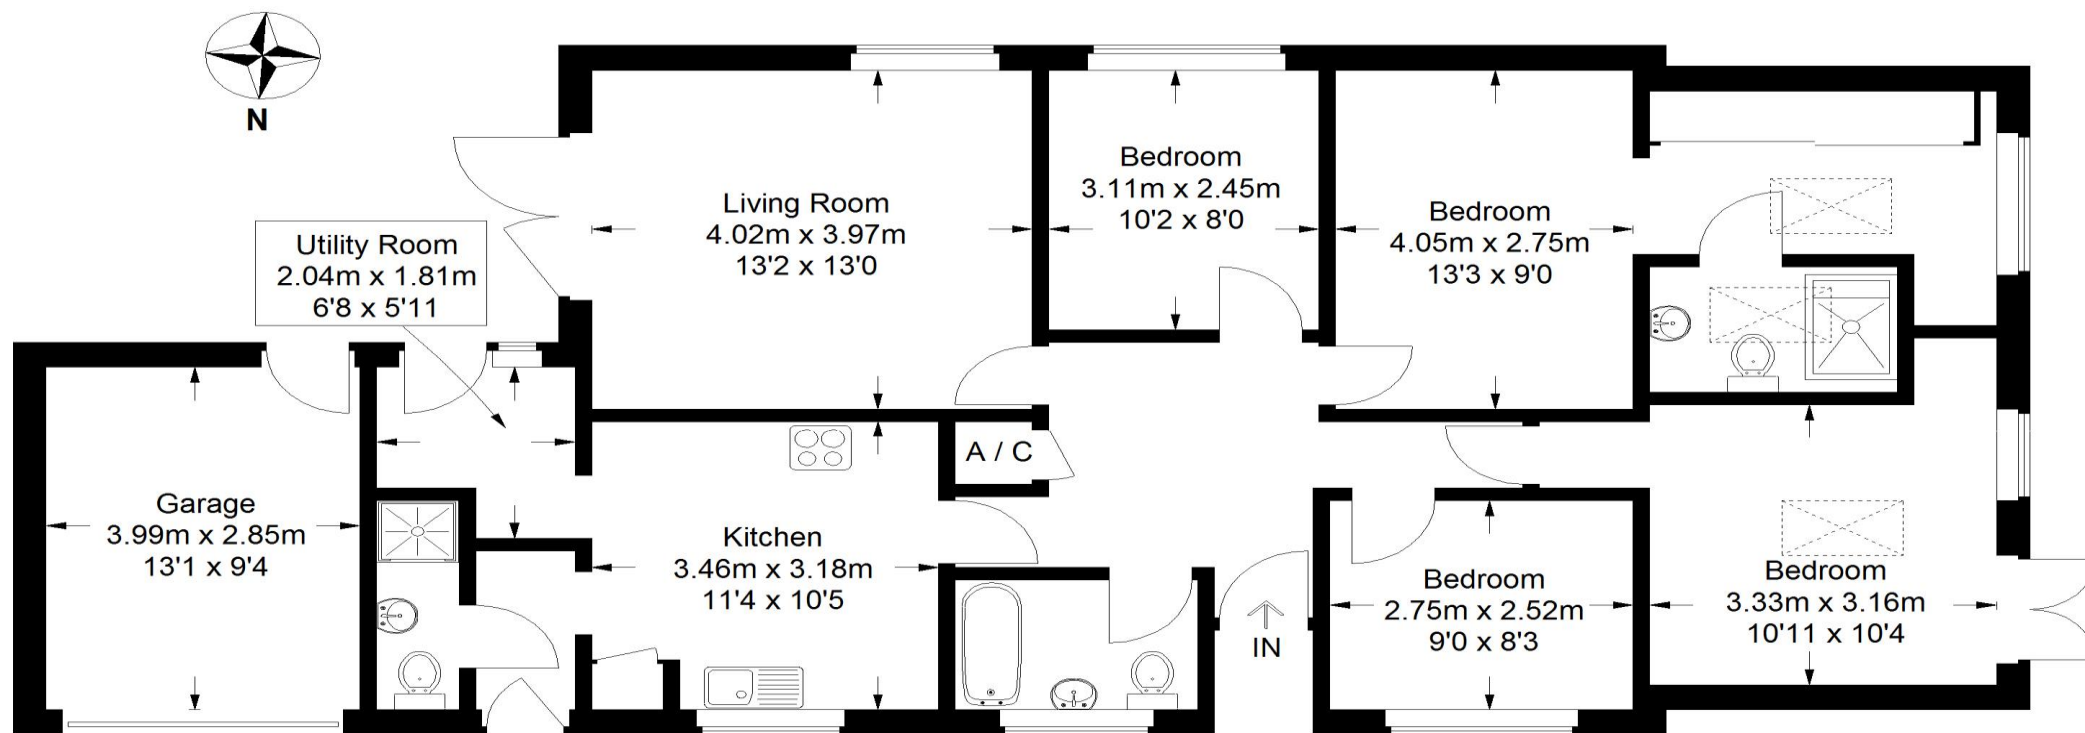 N
Utility Room
2.04m x 1.81m
6'8 x 5'11
Living Room
4.02m x 3.97m
13'2 x 13'0
Bedroom
3.11m x 2.45m
10'2 x 8'0
Bedroom
4.05m x 2.75m
13'3 x 9'0
Garage
3.99m x 2.85m
13'1 x 9'4
Kitchen
3.46m x 3.18m
11'4 x 10'5
A / C
IN
Bedroom
2.75m x 2.52m
9'0 x 8'3
Bedroom
3.33m x 3.16m
10'11 x 10'4